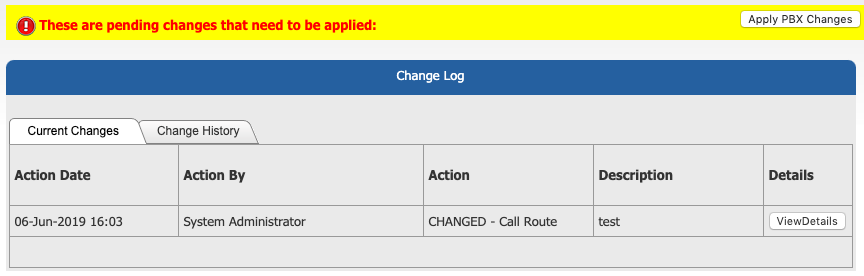 These are pending changes that need to be applied:
Apply PBX Changes
Change Log
Current Changes
Change History
Action Date Action By Action Description Details
06-Jun-2019 16:03 System Administrator CHANGED - Call Route test ViewDetails